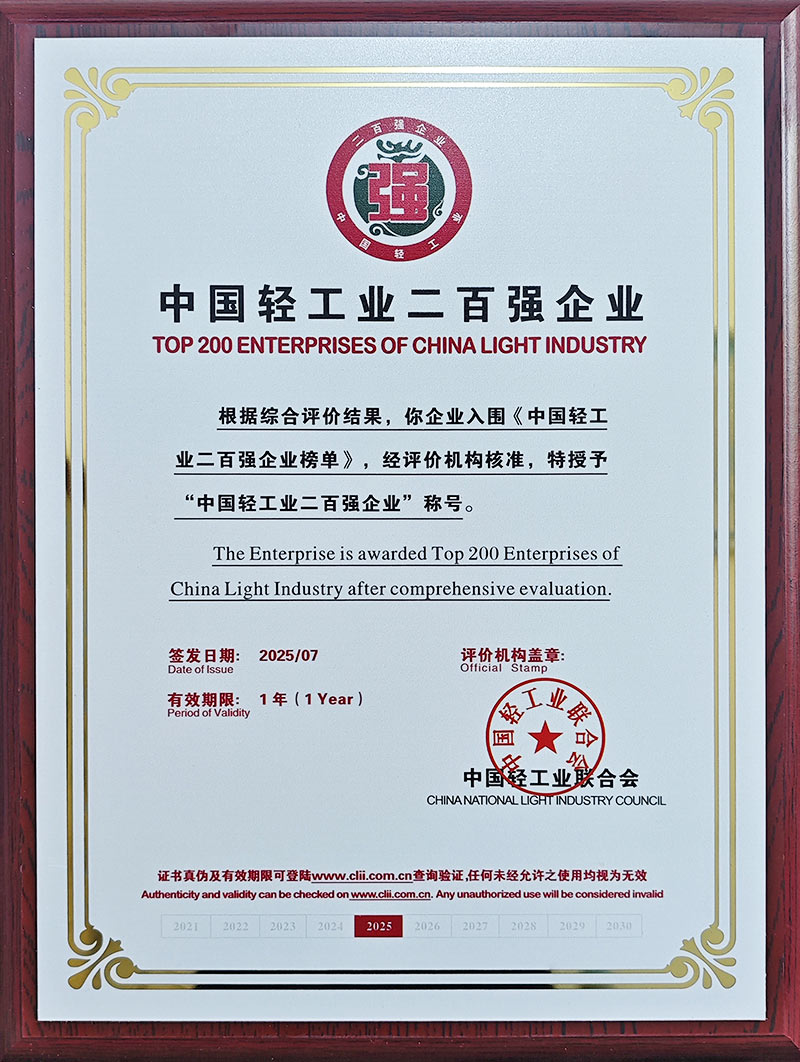 二百强企业
强
中国轻工业
中国轻工业二百强企业
TOP 200 ENTERPRISES OF CHINA LIGHT INDUSTRY
根据综合评价结果，你企业入围《中国轻工
业二百强企业榜单》，经评价机构核准，特授予
“中国轻工业二百强企业”称号。
The Enterprise is awarded Top 200 Enterprises of
China Light Industry after comprehensive evaluation.
签发日期： 2025/07
Date of Issue
有效期限： 1 年（1 Year）
Period of Validity
评价机构盖章：
Official Stamp
中国轻工业联合会
中国轻工业联合会
CHINA NATIONAL LIGHT INDUSTRY COUNCIL
证书真伪及有效期限可登陆www.clii.com.cn查询验证,任何未经允许之使用均视为无效
Authenticity and validity can be checked on www.clii.com.cn. Any unauthorized use will be considered invalid
2021 2022 2023 2024 2025 2026 2027 2028 2029 2030